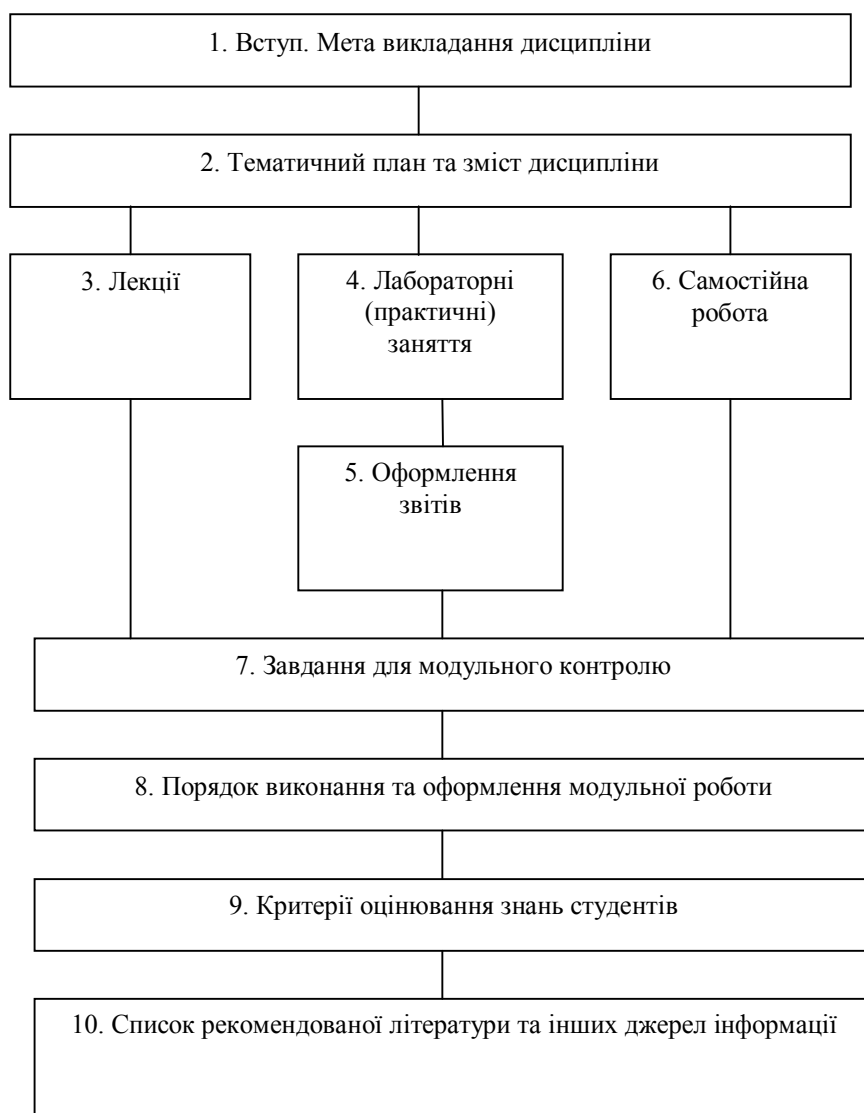 1. Вступ. Мета викладання дисципліни
2. Тематичний план та зміст дисципліни
3. Лекції
4. Лабораторні
(практичні)
заняття
5. Оформлення
звітів
6. Самостійна
робота
7. Завдання для модульного контролю
8. Порядок виконання та оформлення модульної роботи
9. Критерії оцінювання знань студентів
10. Список рекомендованої літератури та інших джерел інформації